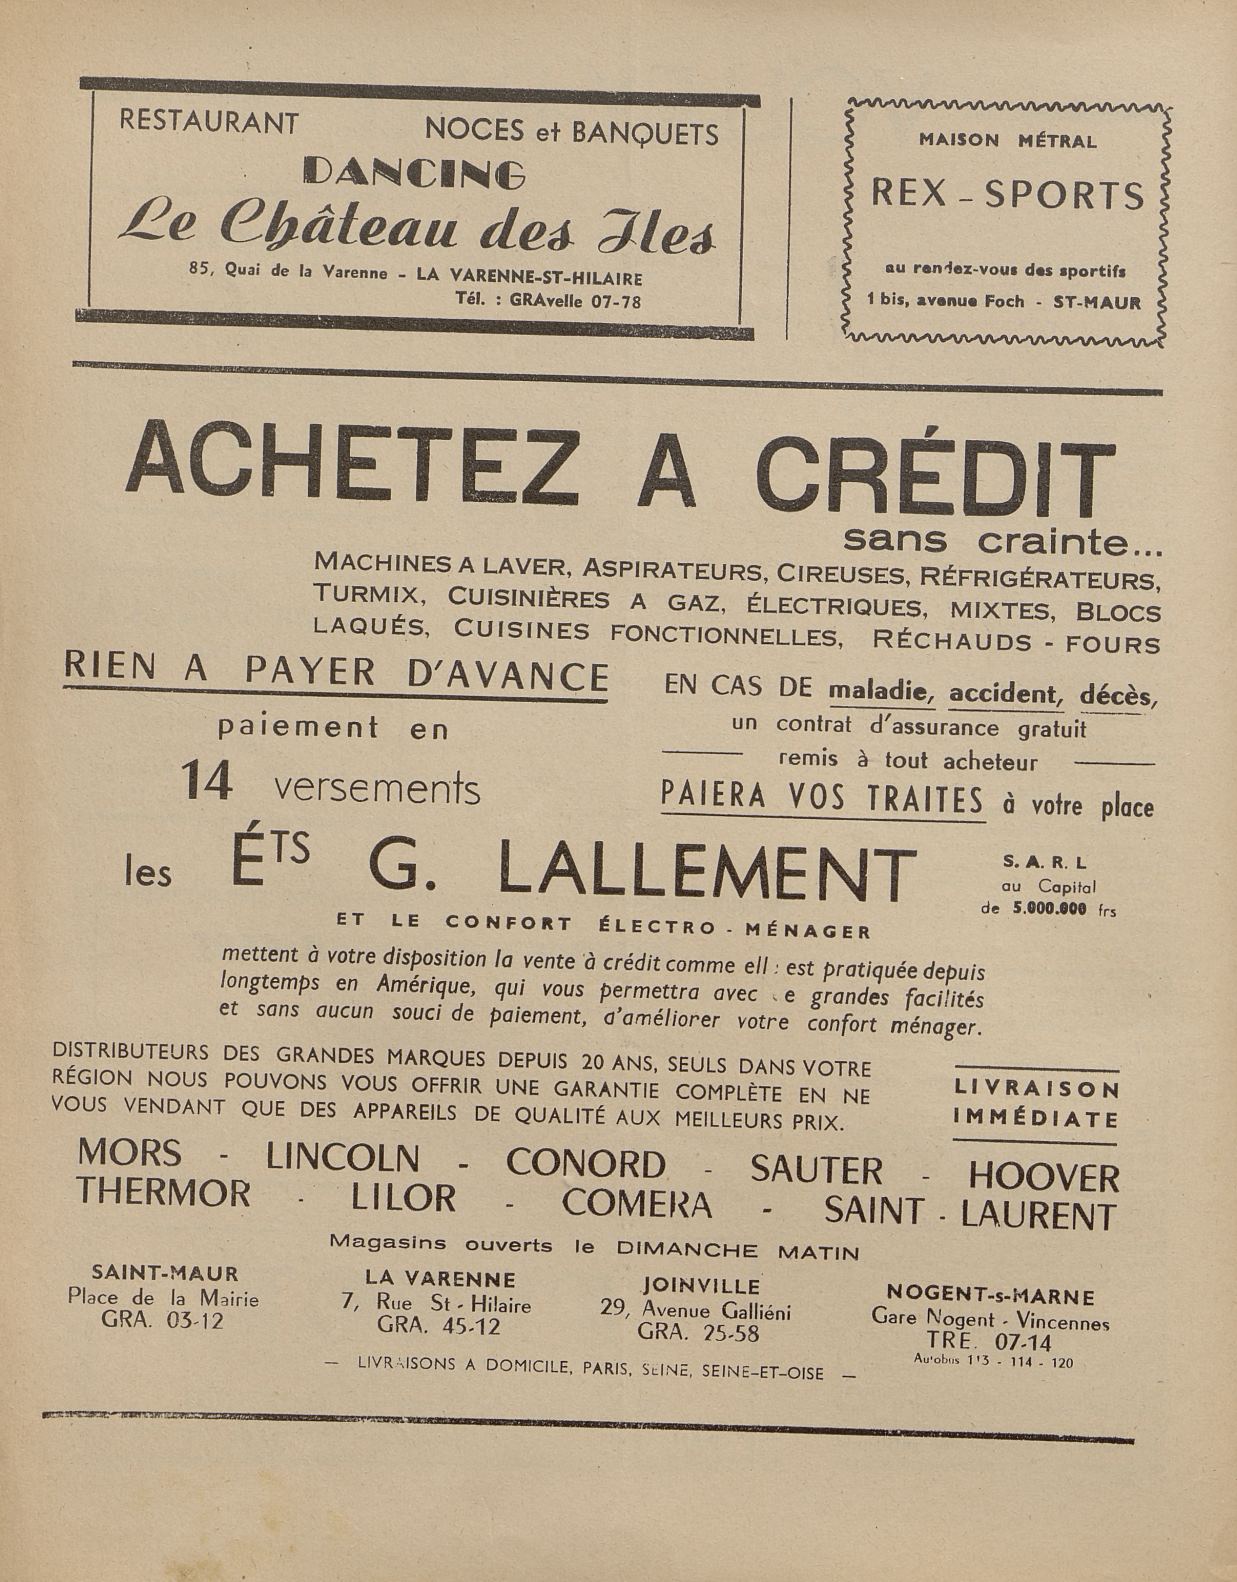 RESTAURANT NOCES et BANQUETS
DANCING
Le Château des Iles
85, Quai de la Varenne - LA VARENNE-ST-HILAIRE
Tél. : GRAvelle 07-78
MAISON MÉTRAL
REX - SPORTS
au rendez-vous des sportifs
1 bis, avenue Foch - ST-MAUR
ACHETEZ A CRÉDIT
sans crainte...
MACHINES A LAVER, ASPIRATEURS, CIREUSES, RÉFRIGÉRATEURS,
TURMIX, CUISINIÈRES A GAZ, ÉLECTRIQUES, MIXTES, BLOCS
LAQUÉS, CUISINES FONCTIONNELLES, RÉCHAUDS - FOURS
RIEN A PAYER D'AVANCE
paiement en
14 versements
EN CAS DE maladie, accident, décès,
un contrat d'assurance gratuit
remis à tout acheteur
PAIERA VOS TRAITES à votre place
les ÉTS G. LALLEMENT
S. A. R. L
au Capital
de 5.000.000 frs
ET LE CONFORT ÉLECTRO - MÉNAGER
mettent à votre disposition la vente à crédit comme ell: est pratiquée depuis
longtemps en Amérique, qui vous permettra avec e grandes facilités
et sans aucun souci de paiement, d'améliorer votre confort ménager.
DISTRIBUTEURS DES GRANDES MARQUES DEPUIS 20 ANS, SEULS DANS VOTRE
RÉGION NOUS POUVONS VOUS OFFRIR UNE GARANTIE COMPLÈTE EN NE
VOUS VENDANT QUE DES APPAREILS DE QUALITÉ AUX MEILLEURS PRIX.
LIVRAISON
IMMÉDIATE
MORS - LINCOLN - CONORD - SAUTER - HOOVER
THERMOR - LILOR - COMERA - SAINT - LAURENT
Magasins ouverts le DIMANCHE MATIN
SAINT-MAUR
Place de la Mairie
GRA. 03-12
LA VARENNE
7, Rue St - Hilaire
GRA. 45-12
JOINVILLE
29, Avenue Galliéni
GRA. 25-58
NOGENT-s-MARNE
Gare Nogent - Vincennes
TRE. 07-14
Autobus 113 - 114 - 120
— LIVRAISONS A DOMICILE, PARIS, SEINE, SEINE-ET-OISE —